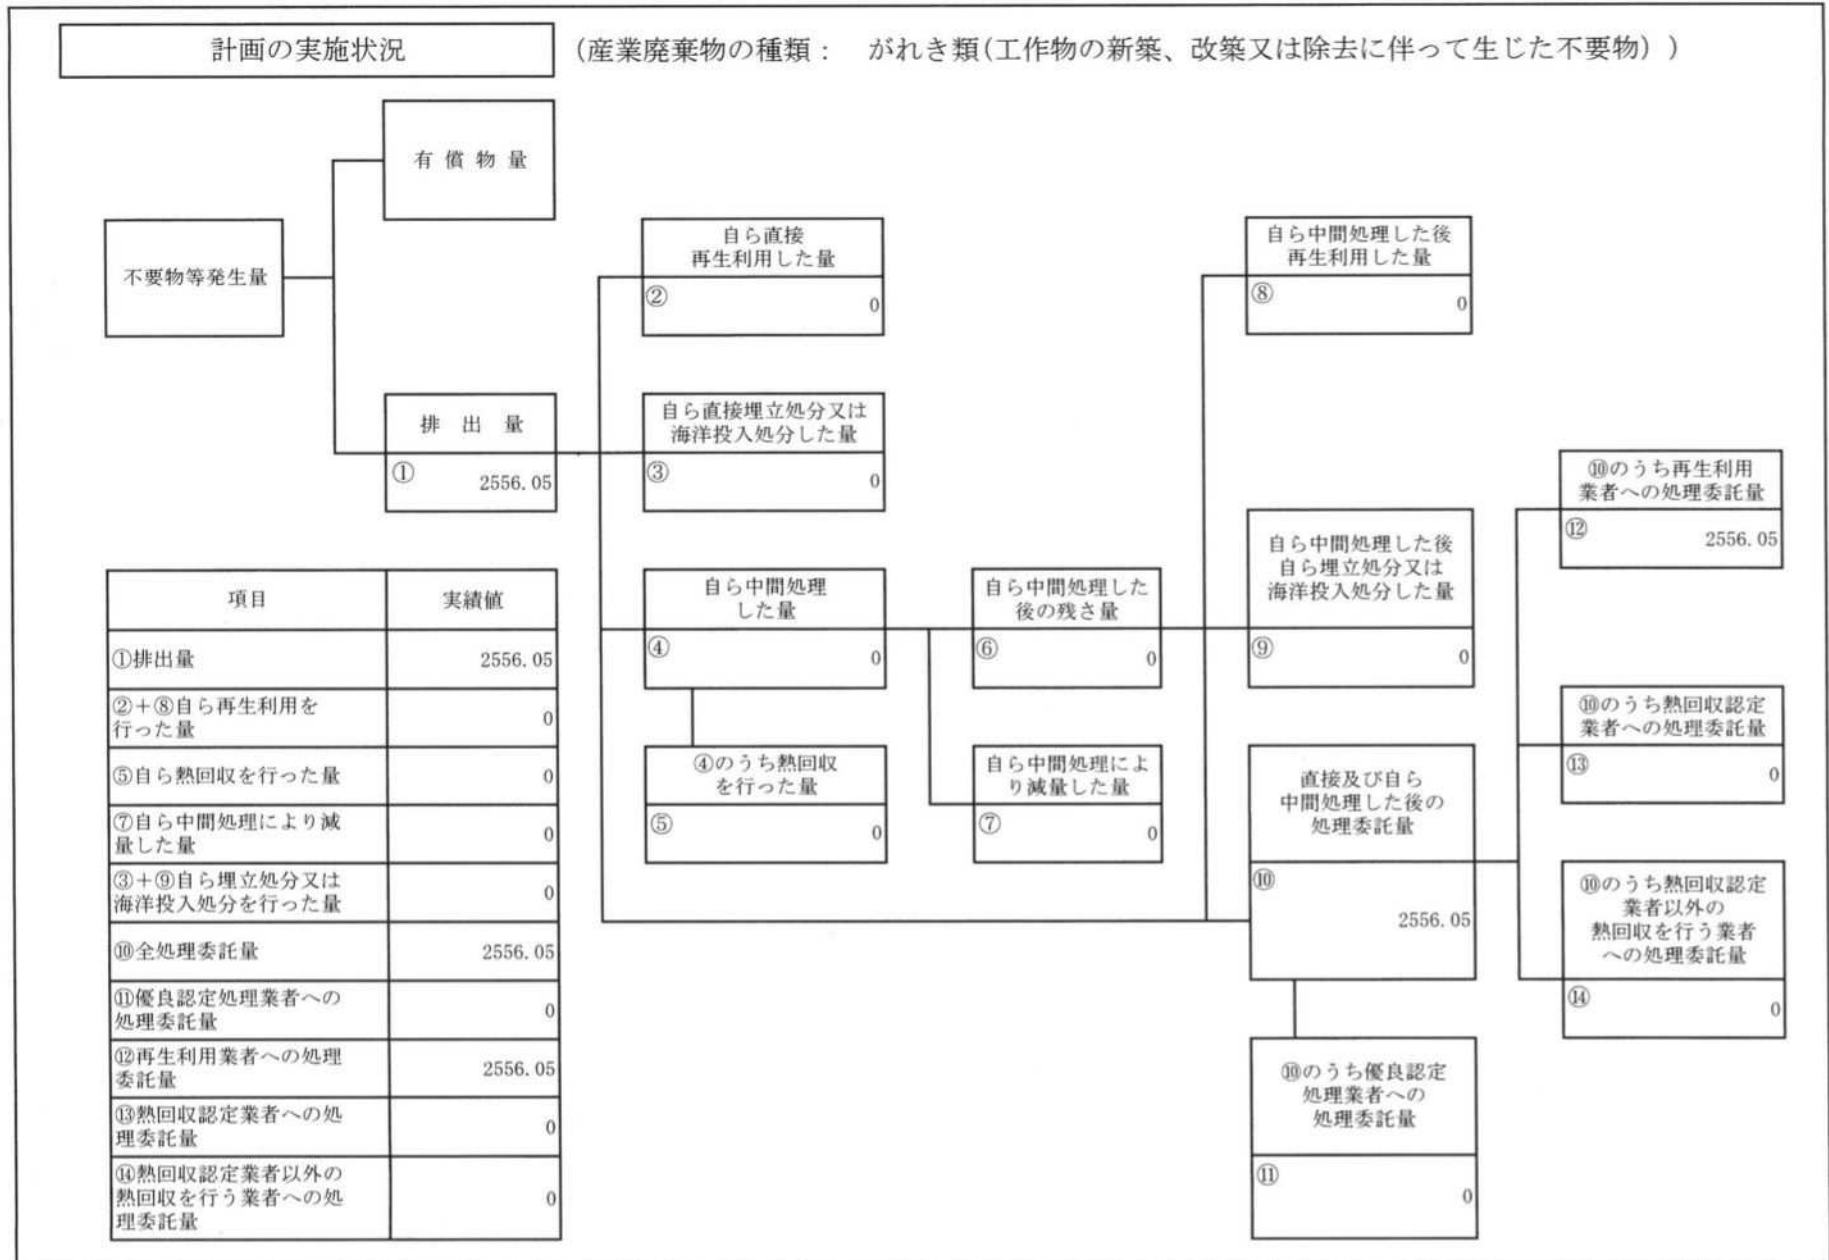 計画の実施状況
(産業廃棄物の種類： がれき類(工作物の新築、改築又は除去に伴って生じた不要物) )
有償物量
不要物等発生量
排出量
①
2556.05
自ら直接
再生利用した量
②
0
自ら直接埋立処分又は
海洋投入処分した量
③
0
自ら中間処理
した量
④
0
④のうち熱回収
を行った量
⑤
0
自ら中間処理した
後の残さ量
⑥
0
自ら中間処理によ
り減量した量
⑦
0
自ら中間処理した後
再生利用した量
⑧
0
自ら中間処理した後
自ら埋立処分又は
海洋投入処分した量
⑨
0
直接及び自ら
中間処理した後の
処理委託量
⑩
2556.05
⑩のうち優良認定
処理業者への
処理委託量
⑪
0
⑩のうち再生利用
業者への処理委託量
⑫
2556.05
⑩のうち熱回収認定
業者への処理委託量
⑬
0
⑩のうち熱回収認定
業者以外の
熱回収を行う業者
への処理委託量
⑭
0
項目 実績値
①排出量 2556.05
②＋⑧自ら再生利用を
行った量 0
⑤自ら熱回収を行った量 0
⑦自ら中間処理により減
量した量 0
③＋⑨自ら埋立処分又は
海洋投入処分を行った量 0
⑩全処理委託量 2556.05
⑪優良認定処理業者への
処理委託量 0
⑫再生利用業者への処理
委託量 2556.05
⑬熱回収認定業者への処
理委託量 0
⑭熱回収認定業者以外の
熱回収を行う業者への処
理委託量 0